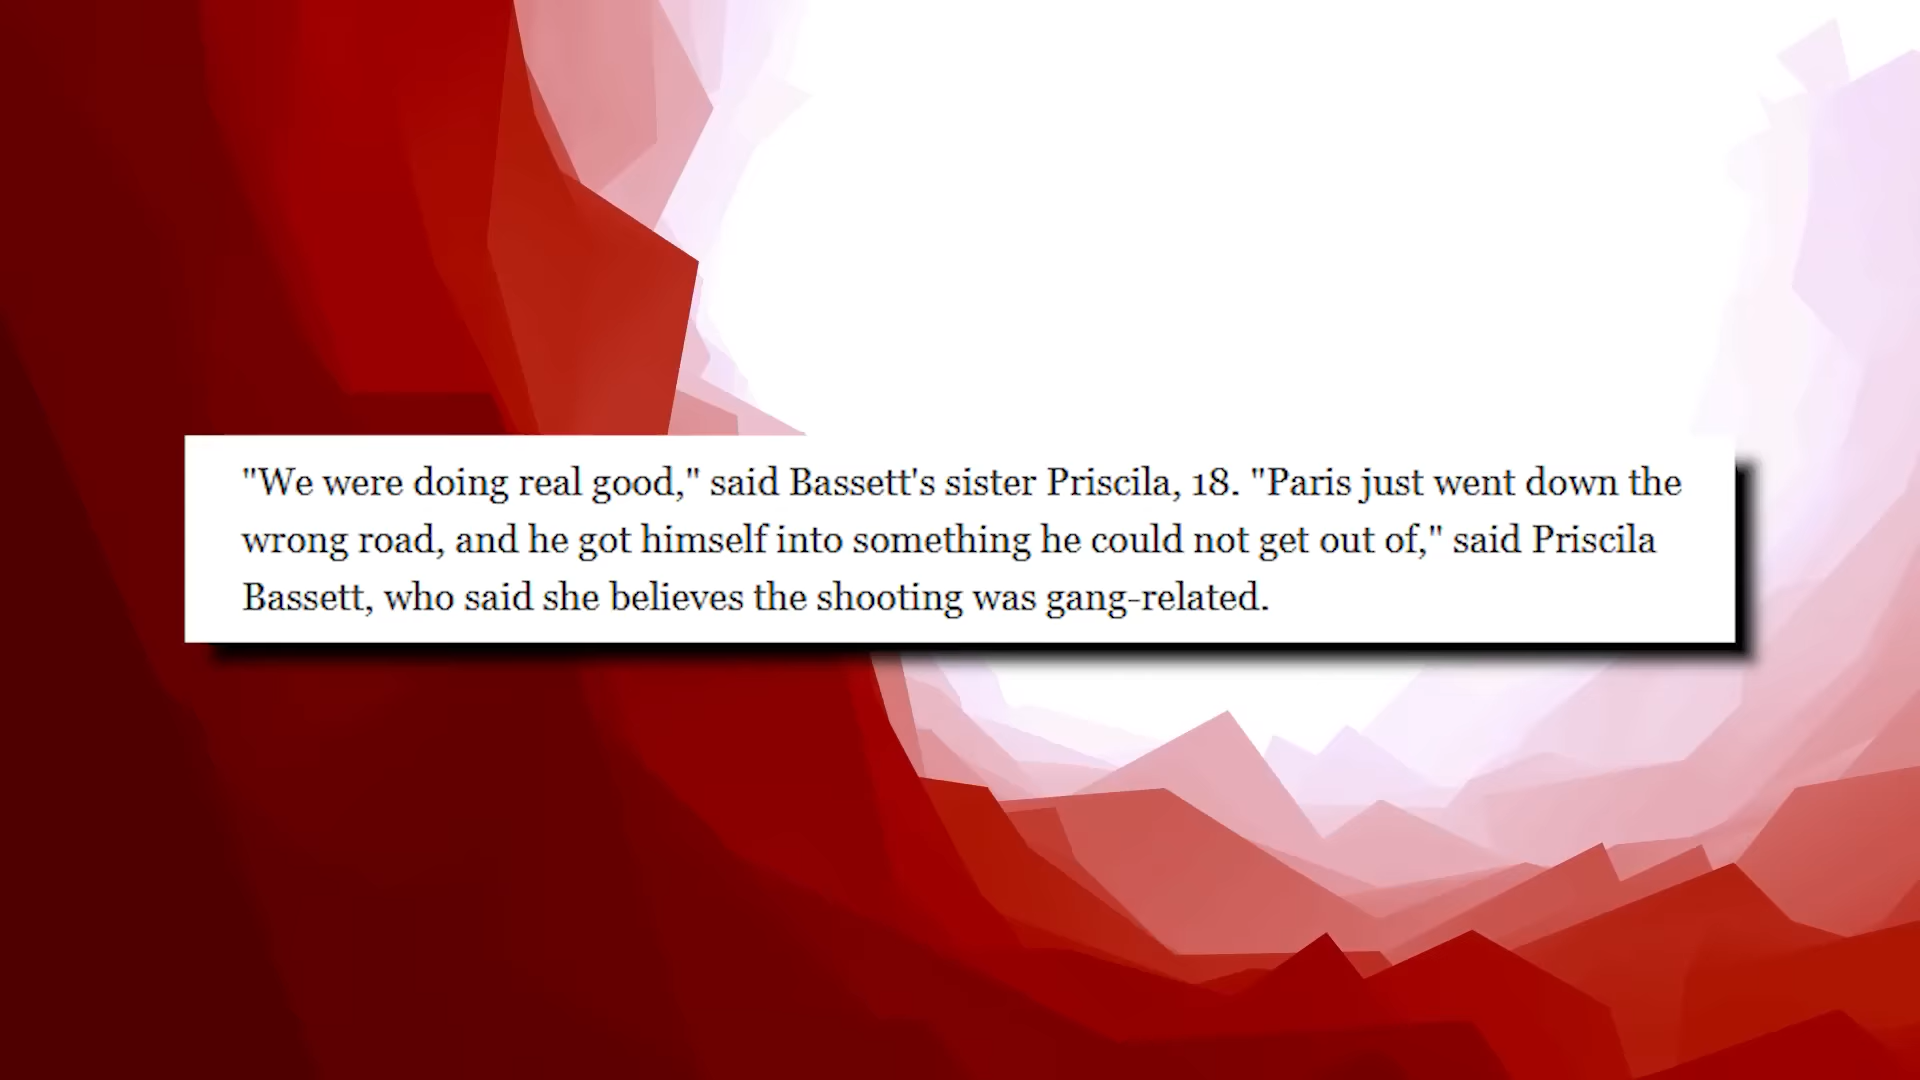 "We were doing real good," said Bassett's sister Priscila, 18. "Paris just went down the
wrong road, and he got himself into something he could not get out of," said Priscila
Bassett, who said she believes the shooting was gang-related.